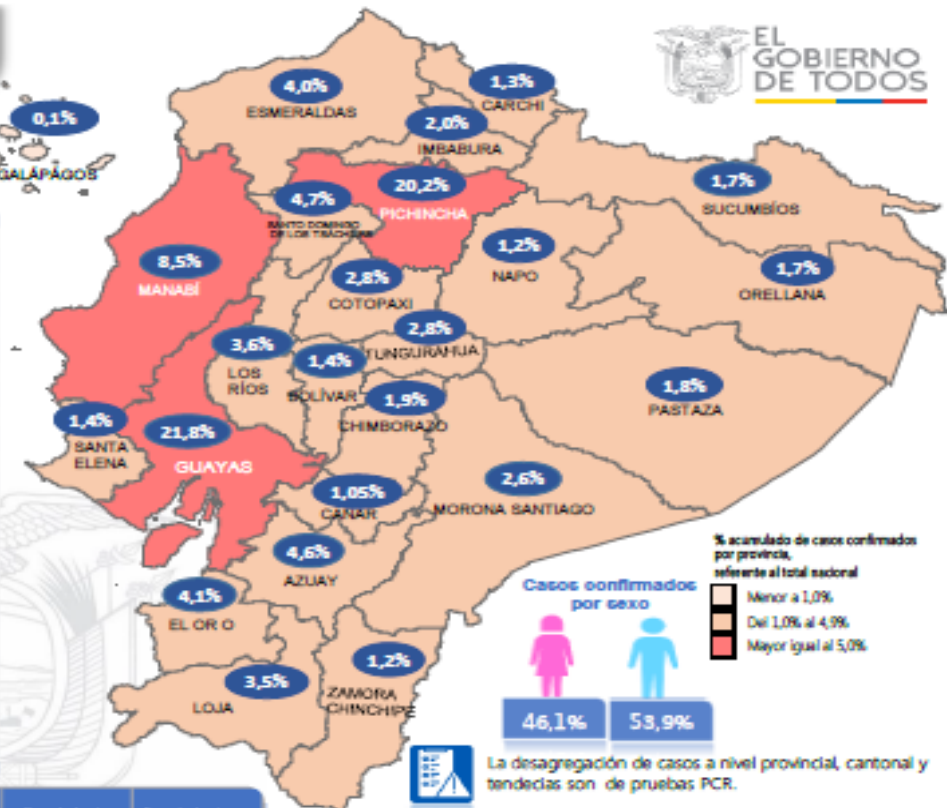 EL
GOBIERNO
DE TODOS
4,0%
ESMERALDAS
1,3%
CARCHI
0,1%
GALÁPAGOS
2,0%
IMBABURA
4,7%
SANTO DOMINGO
DE LOS TSÁCHILAS
20,2%
PICHINCHA
1,7%
SUCUMBÍOS
8,5%
MANABÍ
1,2%
NAPO
1,7%
ORELLANA
2,8%
COTOPAXI
2,8%
TUNGURAHUA
3,6%
LOS
RÍOS
1,4%
BOLÍVAR
1,8%
PASTAZA
1,9%
CHIMBORAZO
1,4%
SANTA
ELENA
21,8%
GUAYAS
1,05%
CAÑAR
2,6%
MORONA SANTIAGO
4,6%
AZUAY
4,1%
EL OR O
3,5%
LOJA
1,2%
ZAMORA
CHINCHIPE
% acumulado de casos confirmados
por provincia,
referente al total nacional
Menor a 1,0%
Del 1,0% al 4,9%
Mayor igual al 5,0%
Casos confirmados
por sexo
46,1%
53,9%
La desagregación de casos a nivel provincial, cantonal y
tendecias son de pruebas PCR.